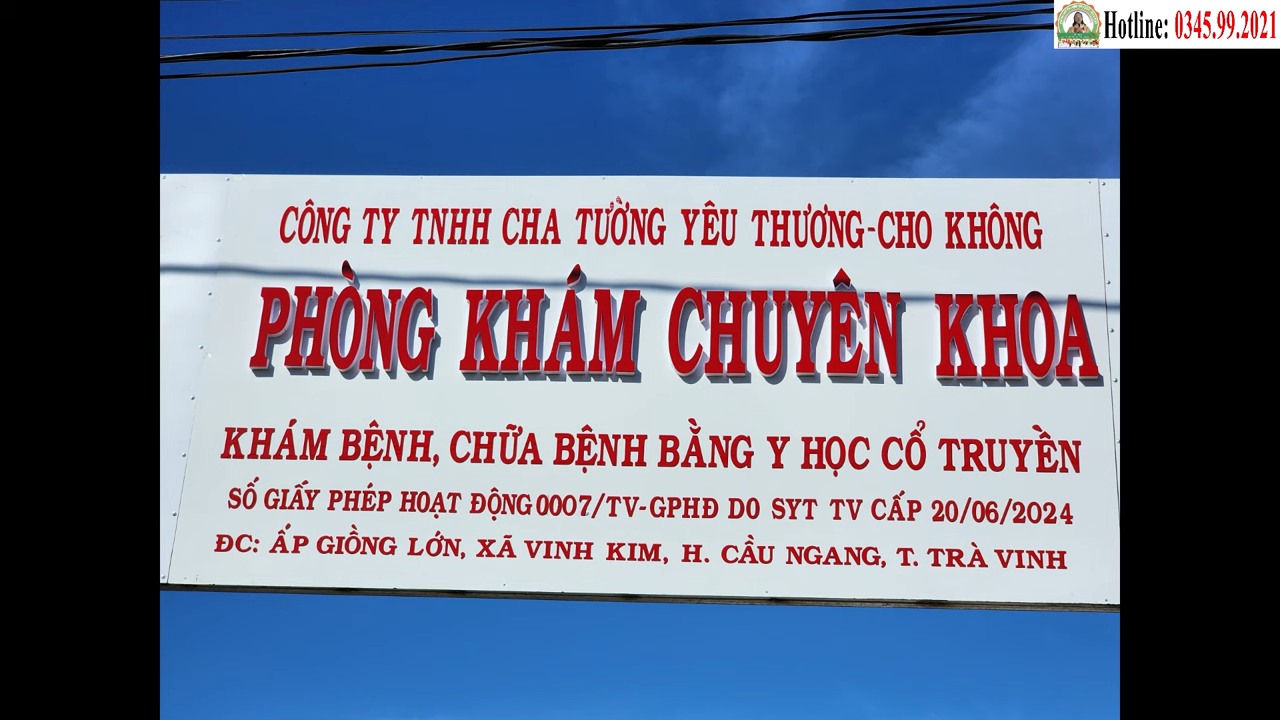 Hotline: 0345.99.2021
CÔNG TY TNHH CHA TƯỞNG YÊU THƯƠNG-CHO KHÔNG
PHÒNG KHÁM CHUYÊN KHOA
KHÁM BỆNH, CHỮA BỆNH BẰNG Y HỌC CỔ TRUYỀN
SỐ GIẤY PHÉP HOẠT ĐỘNG 0007/TV-GPHĐ DO SYT TV CẤP 20/06/2024
ĐC: ẤP GIỒNG LỚN, XÃ VINH KIM, H. CẦU NGANG, T. TRÀ VINH